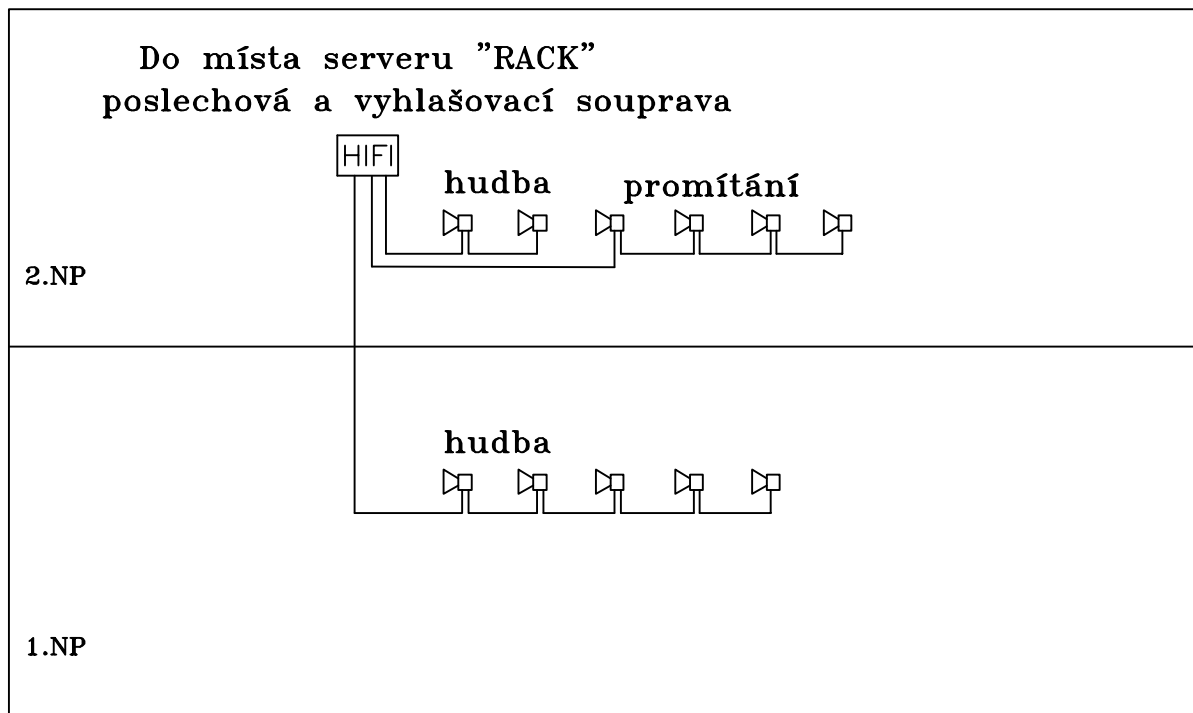 Do místa serveru "RACK"
poslechová a vyhlašovací souprava
HIFI
hudba promítání
2.NP
hudba
1.NP